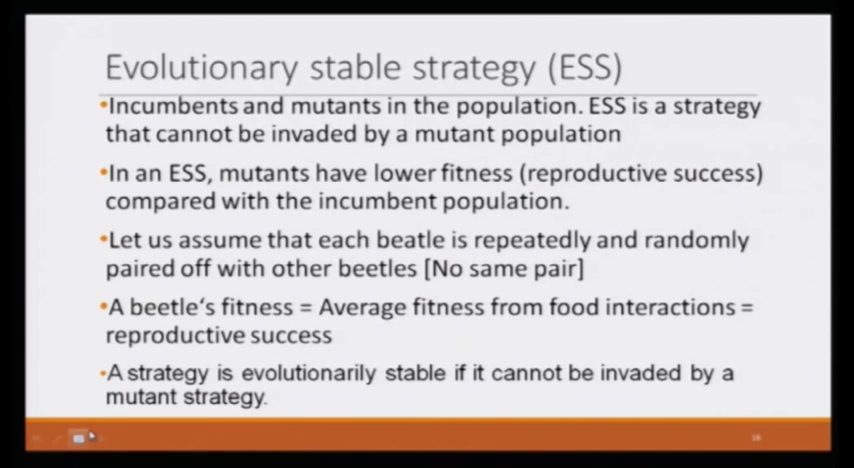 Evolutionary stable strategy (ESS)
•Incumbents and mutants in the population. ESS is a strategy
that cannot be invaded by a mutant population
•In an ESS, mutants have lower fitness (reproductive success)
compared with the incumbent population.
•Let us assume that each beatle is repeatedly and randomly
paired off with other beetles [No same pair]
•A beetle‘s fitness = Average fitness from food interactions =
reproductive success
•A strategy is evolutionarily stable if it cannot be invaded by a
mutant strategy.
16